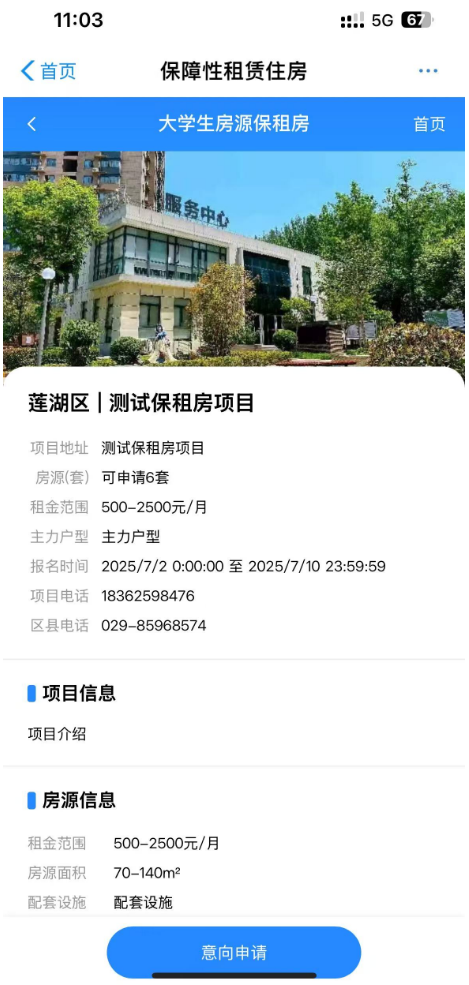 11:03
5G 67
首页 保障性租赁住房
大学生房源保租房 首页
服务中心
莲湖区 | 测试保租房项目
项目地址 测试保租房项目
房源(套) 可申请6套
租金范围 500-2500元/月
主力户型 主力户型
报名时间 2025/7/2 0:00:00 至 2025/7/10 23:59:59
项目电话 18362598476
区县电话 029-85968574
项目信息
项目介绍
房源信息
租金范围 500-2500元/月
房源面积 70-140m²
配套设施 配套设施
意向申请